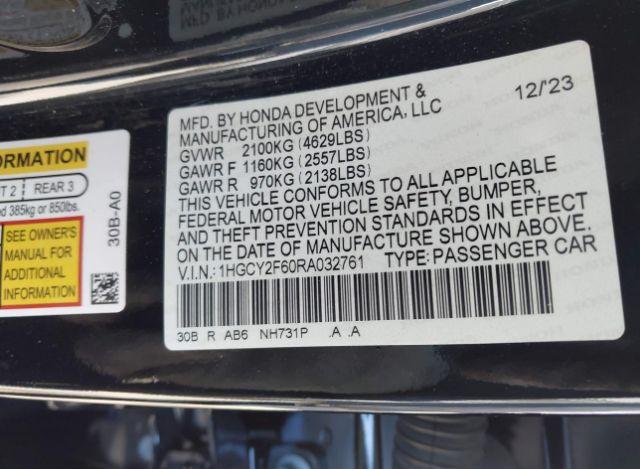 MFD. BY HONDA DEVELOPMENT & 12/'23
MANUFACTURING OF AMERICA, LLC
GVWR 2100KG (4629LBS)
GAWR F 1160KG (2557LBS)
GAWR R 970KG (2138LBS)
THIS VEHICLE CONFORMS TO ALL APPLICABLE
FEDERAL MOTOR VEHICLE SAFETY, BUMPER,
AND THEFT PREVENTION STANDARDS IN EFFECT
ON THE DATE OF MANUFACTURE SHOWN ABOVE.
V.I.N.: 1HGCY2F60RA032761 TYPE: PASSENGER CAR
30B R AB6 NH731P .A .A
ORMATION
T 2 REAR 3
d 385kg or 850lbs.
SEE OWNER'S
MANUAL FOR
ADDITIONAL
INFORMATION
30B-A0